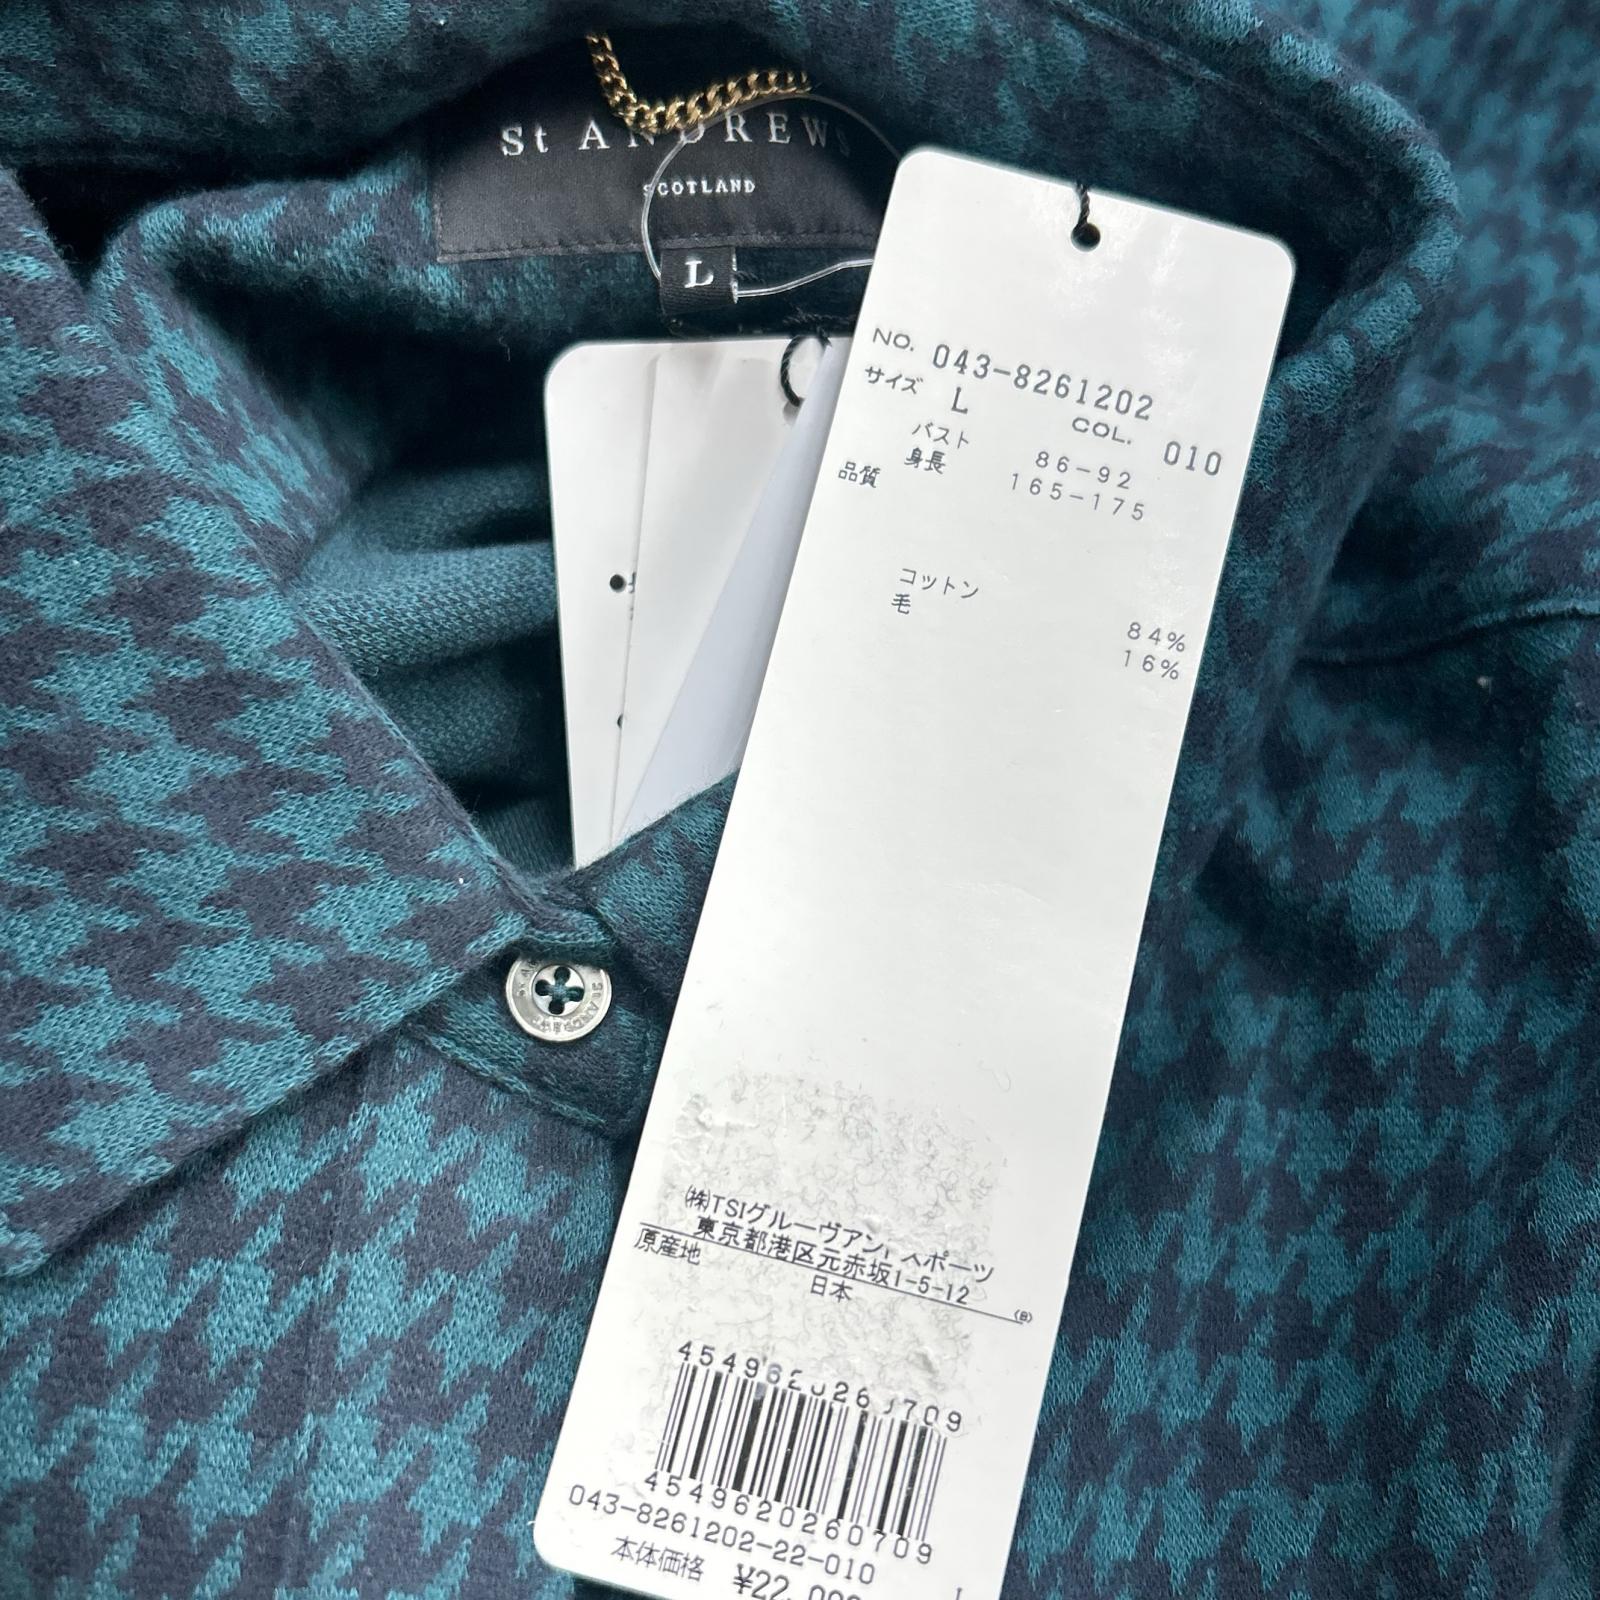 St ANDREWS
SCOTLAND
L
NO. 043-8261202
サイズ L COL. 010
バスト 86-92
身長 165-175
品質
コットン 84%
毛 16%
(株)TSIグルーヴアンドスポーツ
東京都港区元赤坂1-5-12
原産地 日本 (B)
4549620260709
4549620260709
043-8261202-22-010
本体価格 ¥22,000